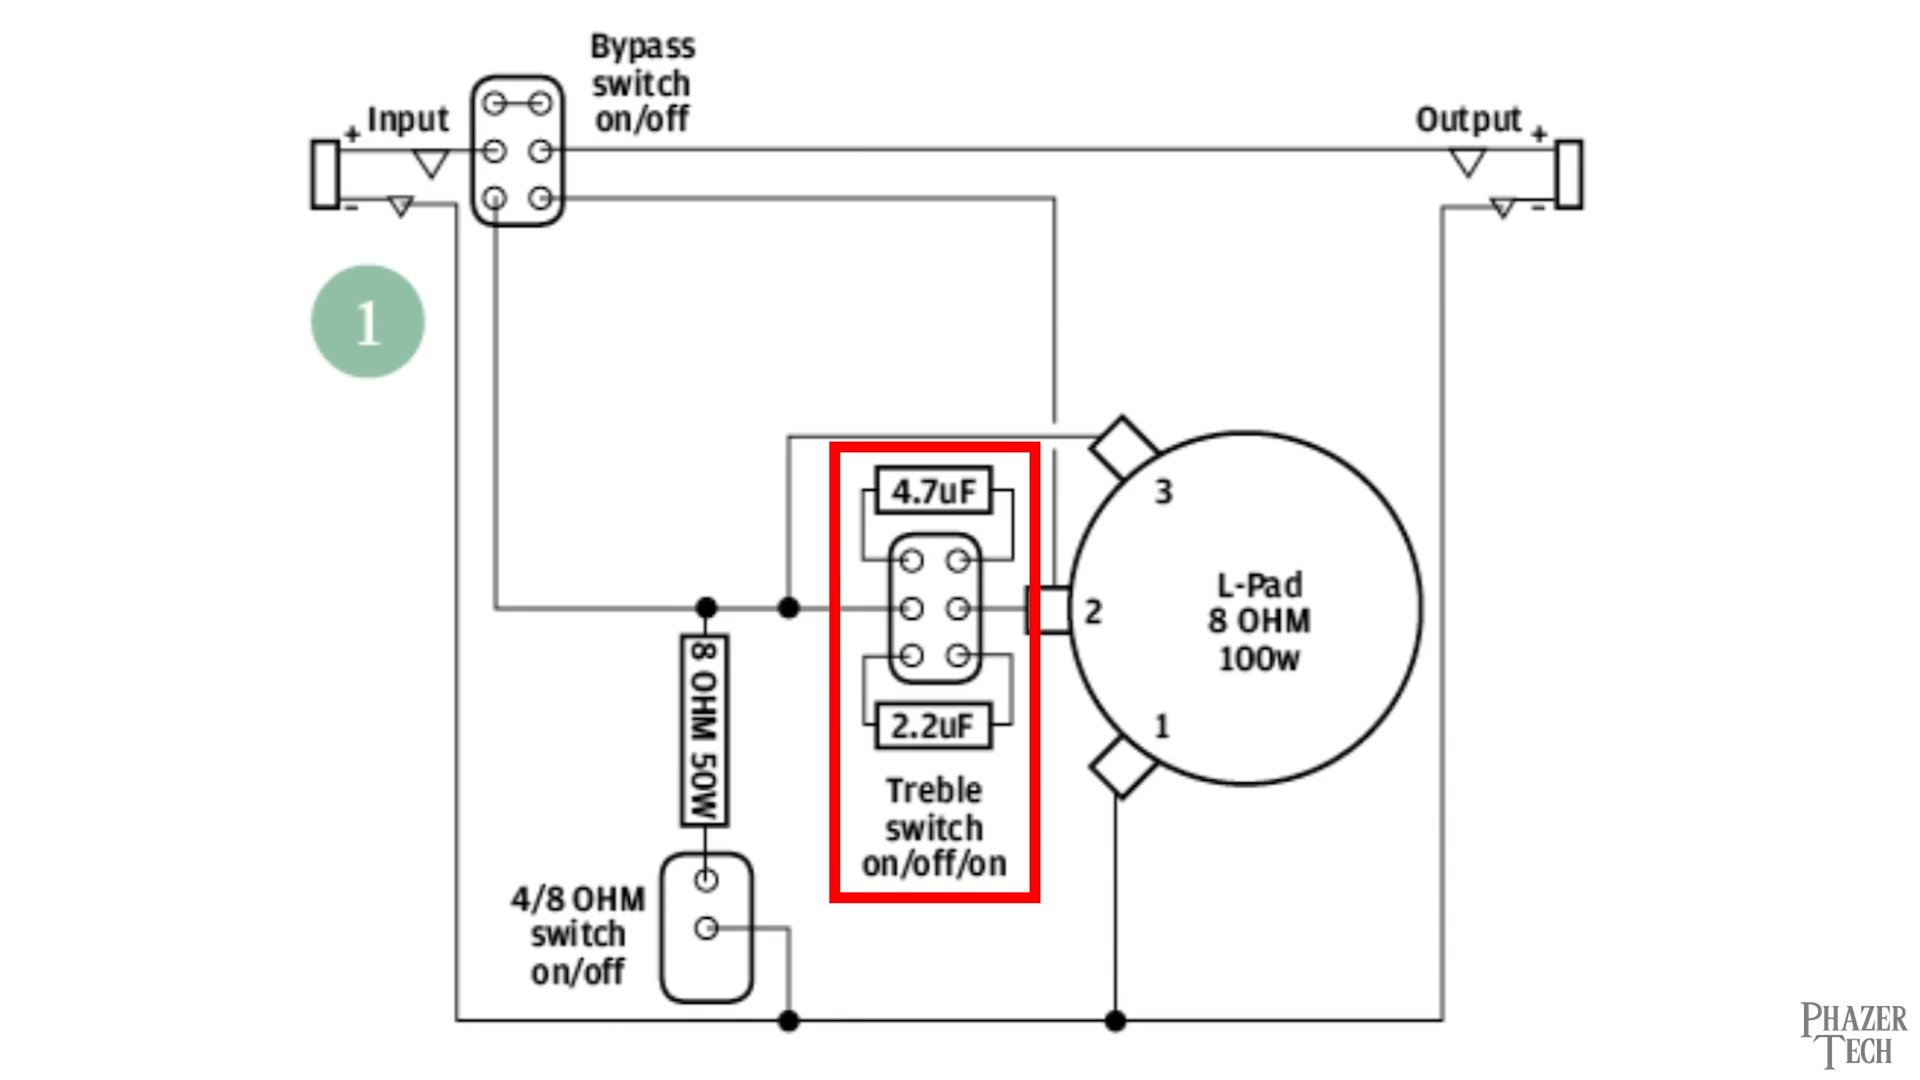 Bypass
switch
on/off
Input
+
-
Output
+
-
1
4.7uF
3
2
L-Pad
8 OHM
100w
1
8 OHM 50W
2.2uF
Treble
switch
on/off/on
4/8 OHM
switch
on/off
PHAZER
TECH